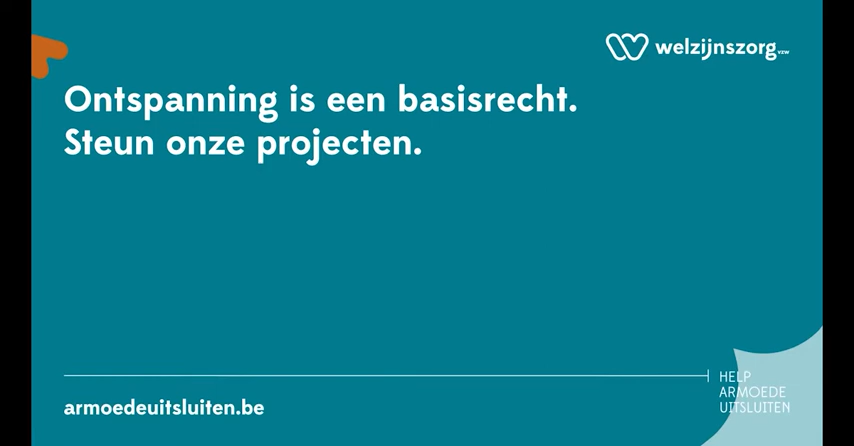 welzijnszorg vzw
Ontspanning is een basisrecht.
Steun onze projecten.
HELP
ARMOEDE
UITSLUITEN
armoedeuitsluiten.be